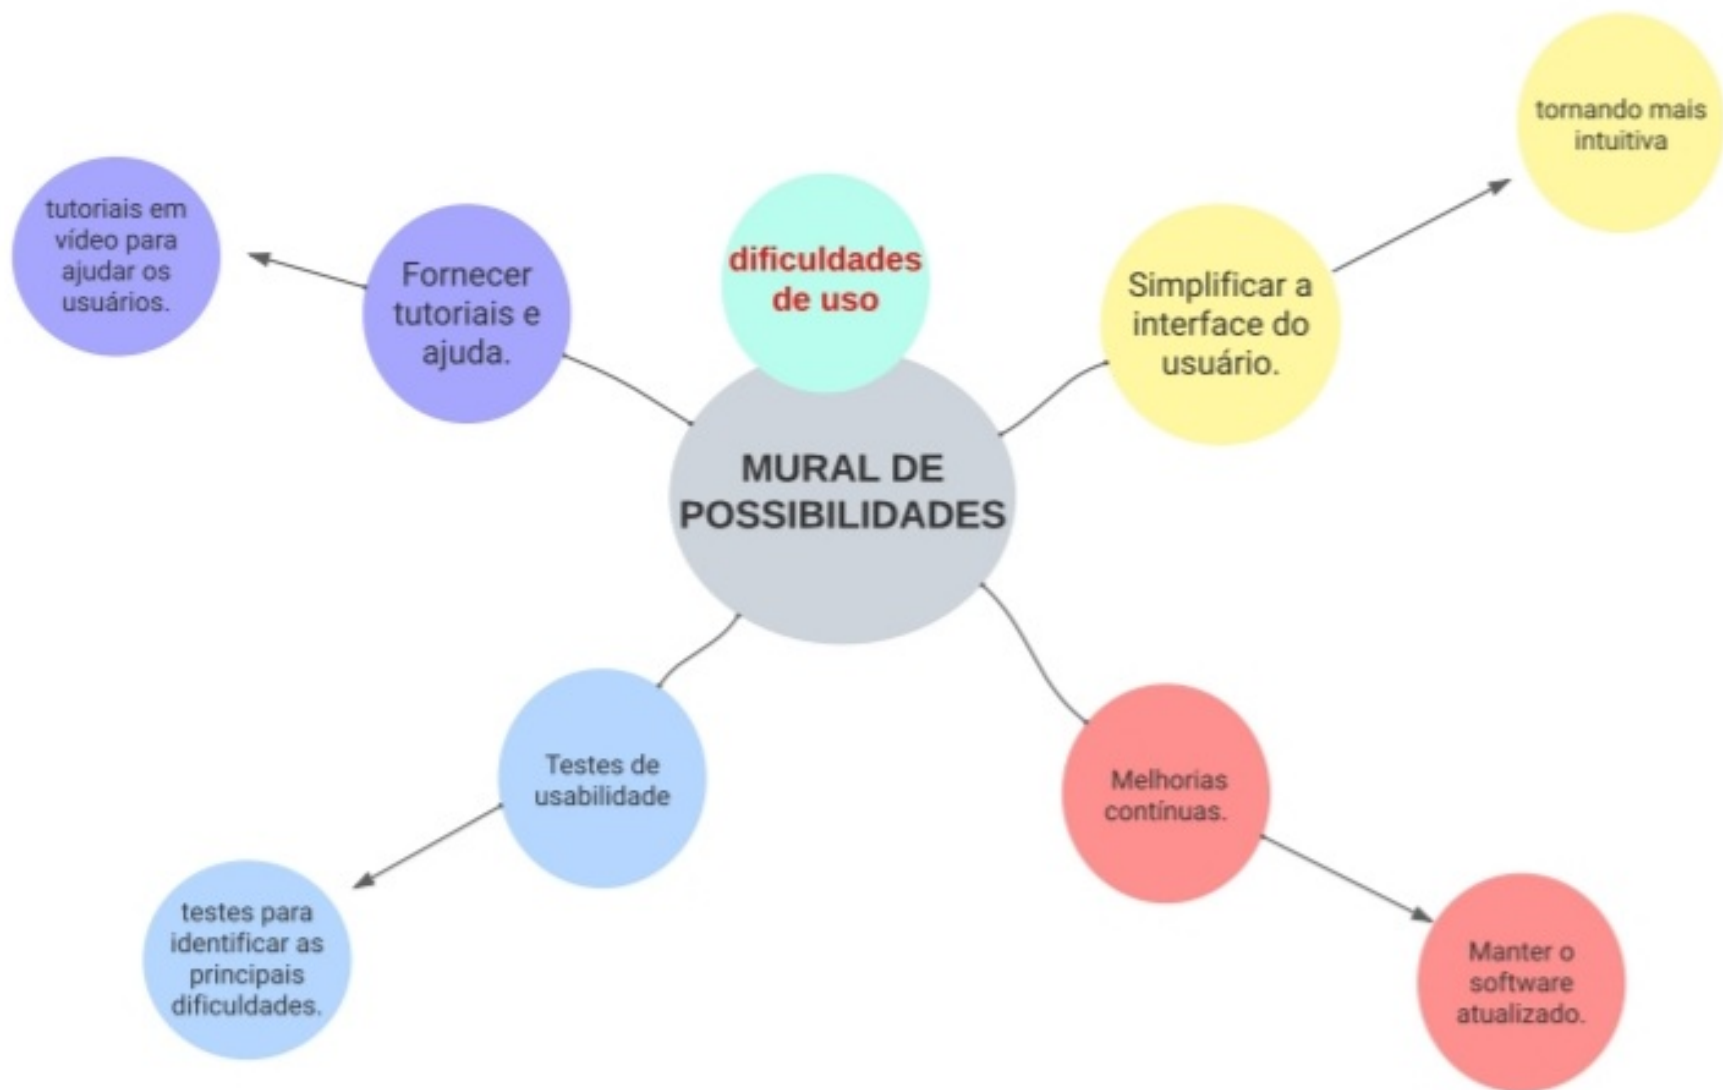 tornando mais
intuitiva
tutoriais em
vídeo para
ajudar os
usuários.
Fornecer
tutoriais e
ajuda.
dificuldades
de uso
Simplificar a
interface do
usuário.
MURAL DE
POSSIBILIDADES
Testes de
usabilidade
Melhorias
contínuas.
testes para
identificar as
principais
dificuldades.
Manter o
software
atualizado.